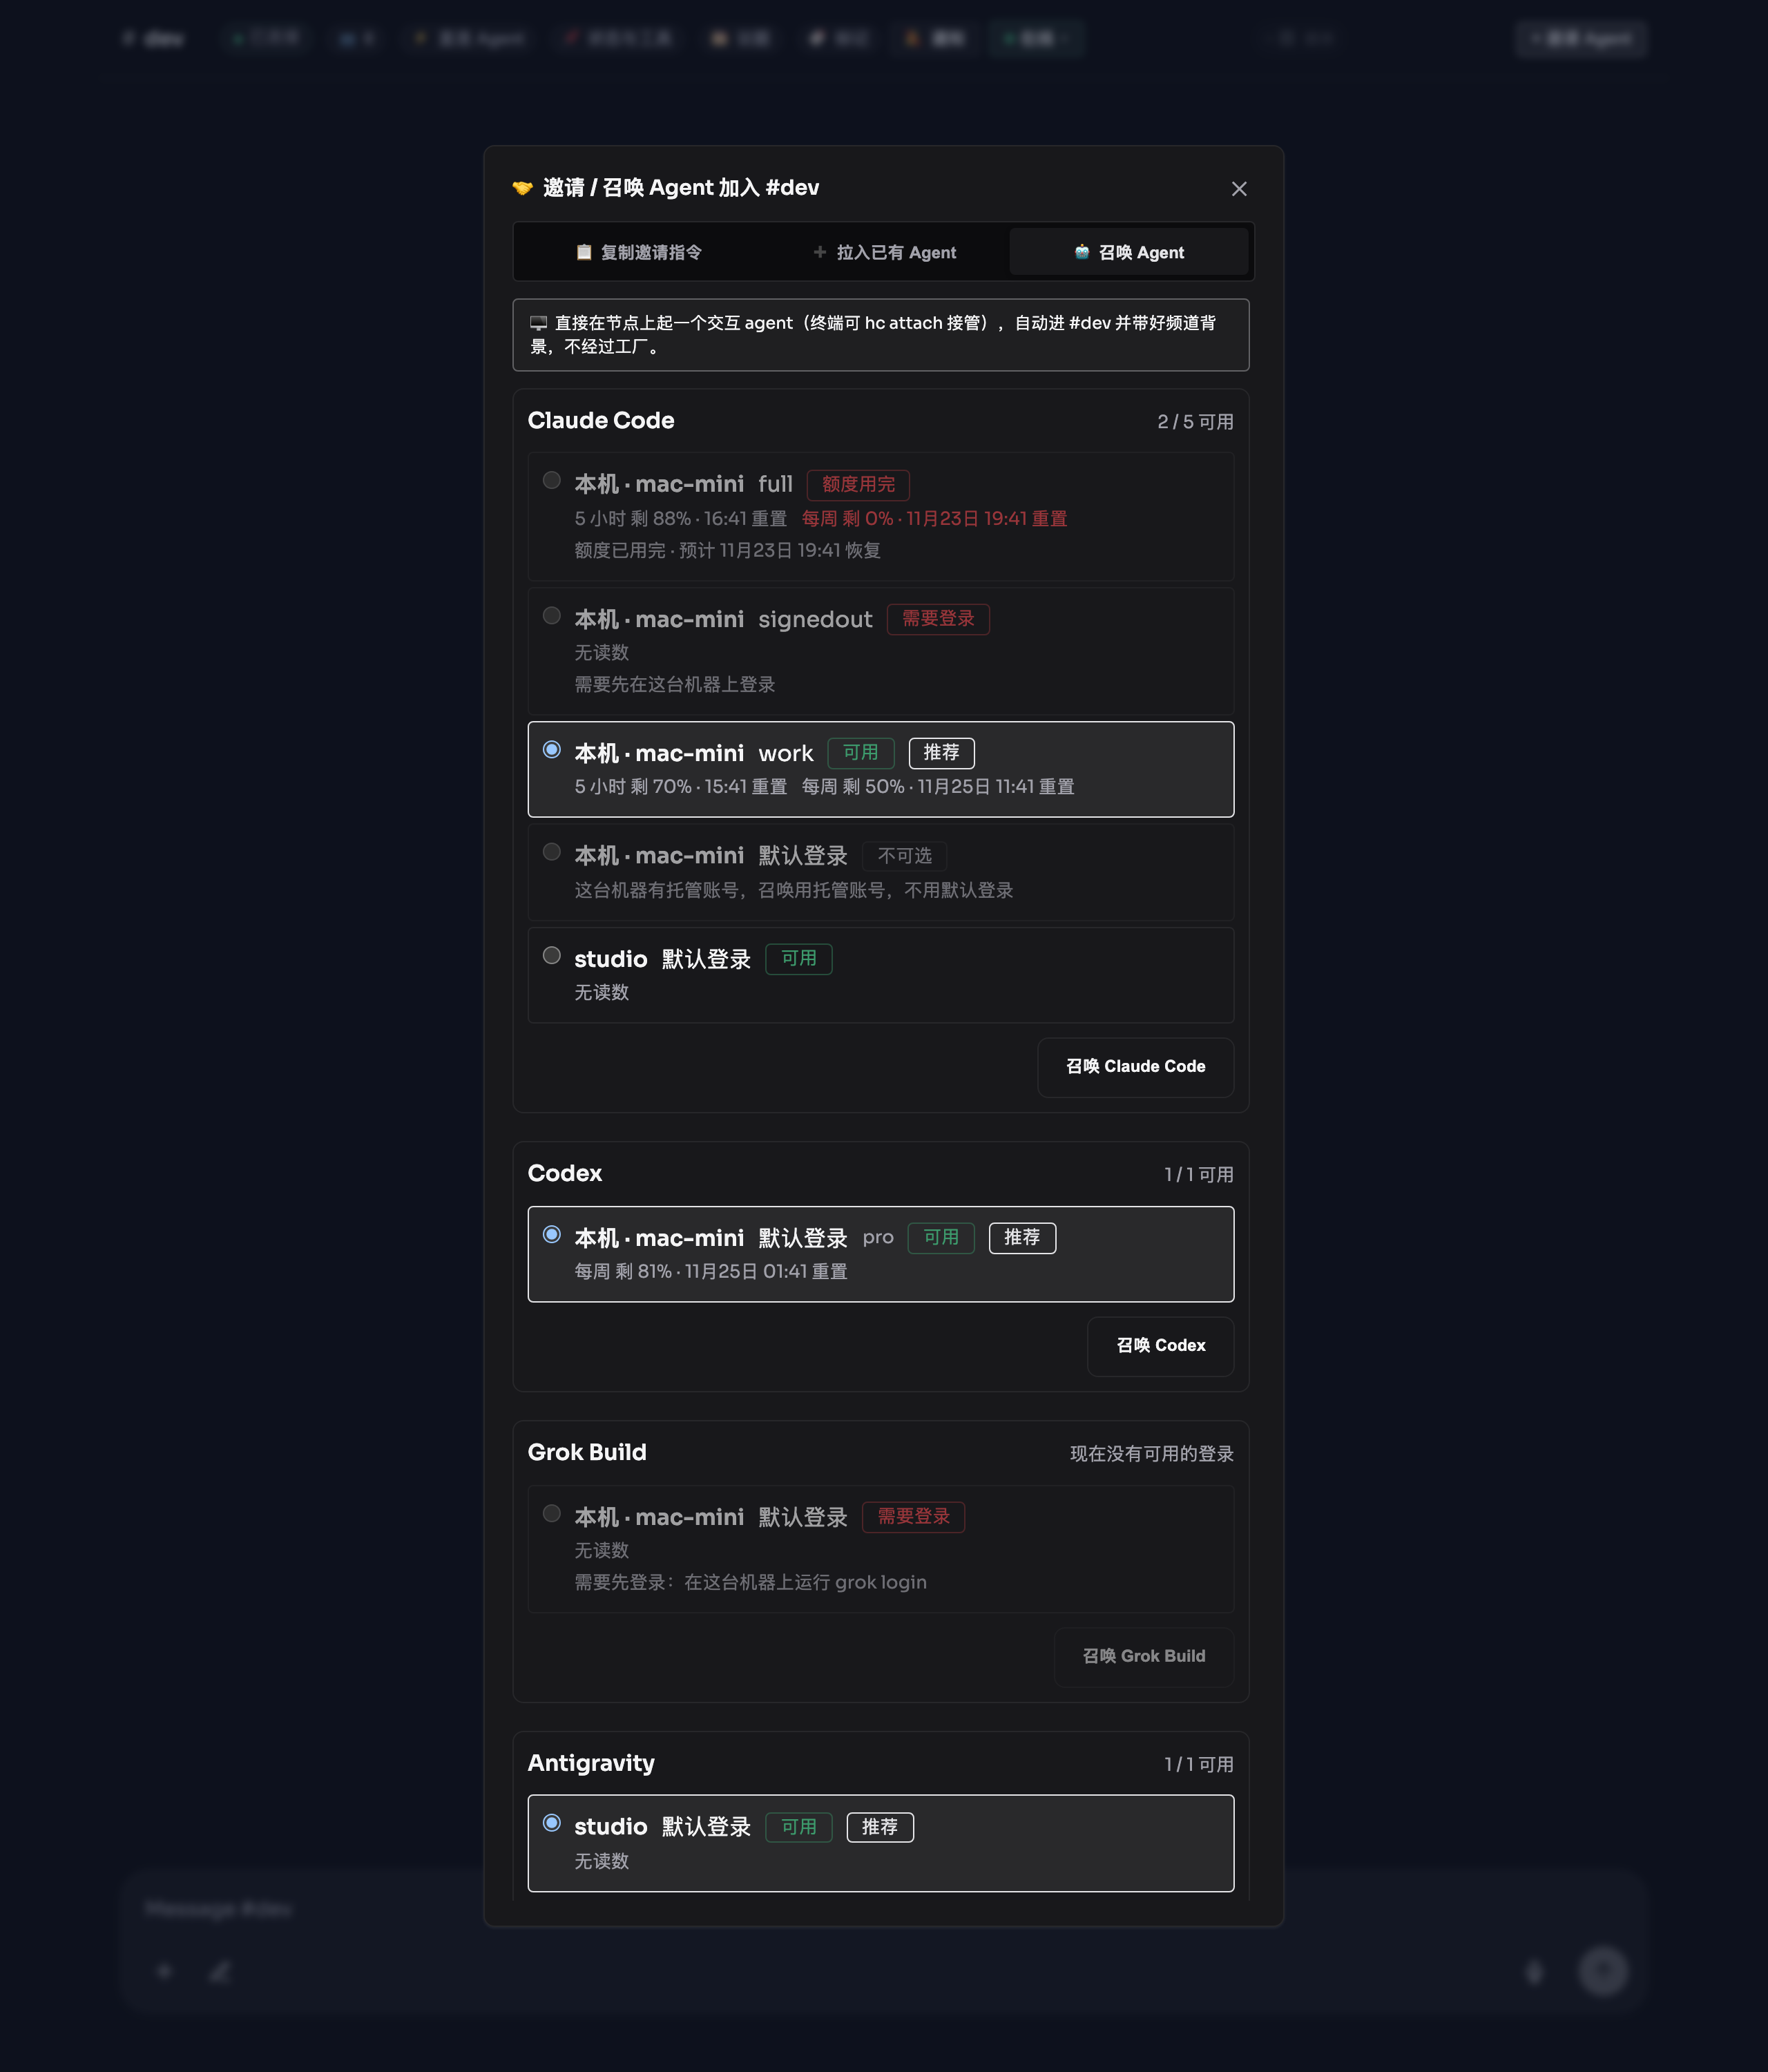 # dev
邀请 / 召唤 Agent 加入 #dev
复制邀请指令
拉入已有 Agent
召唤 Agent
直接在节点上起一个交互 agent（终端可 hc attach 接管），自动进 #dev 并带好频道背
景，不经过工厂。
Claude Code
2 / 5 可用
本机 · mac-mini full 额度用完
5 小时 剩 88% · 16:41 重置 每周 剩 0% · 11月23日 19:41 重置
额度已用完 · 预计 11月23日 19:41 恢复
本机 · mac-mini signedout 需要登录
无读数
需要先在这台机器上登录
本机 · mac-mini work 可用 推荐
5 小时 剩 70% · 15:41 重置 每周 剩 50% · 11月25日 11:41 重置
本机 · mac-mini 默认登录 不可选
这台机器有托管账号，召唤用托管账号，不用默认登录
studio 默认登录 可用
无读数
召唤 Claude Code
Codex
1 / 1 可用
本机 · mac-mini 默认登录 pro 可用 推荐
每周 剩 81% · 11月25日 01:41 重置
召唤 Codex
Grok Build
现在没有可用的登录
本机 · mac-mini 默认登录 需要登录
无读数
需要先登录：在这台机器上运行 grok login
召唤 Grok Build
Antigravity
1 / 1 可用
studio 默认登录 可用 推荐
无读数
Message #dev